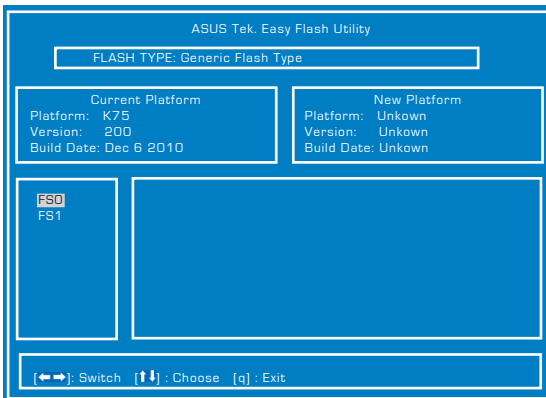 ASUS Tek. Easy Flash Utility
FLASH TYPE: Generic Flash Type
Current Platform
Platform: K75
Version: 200
Build Date: Dec 6 2010
New Platform
Platform: Unkown
Version: Unkown
Build Date: Unkown
FS0
FS1
[←→]: Switch [↑↓] : Choose [q] : Exit